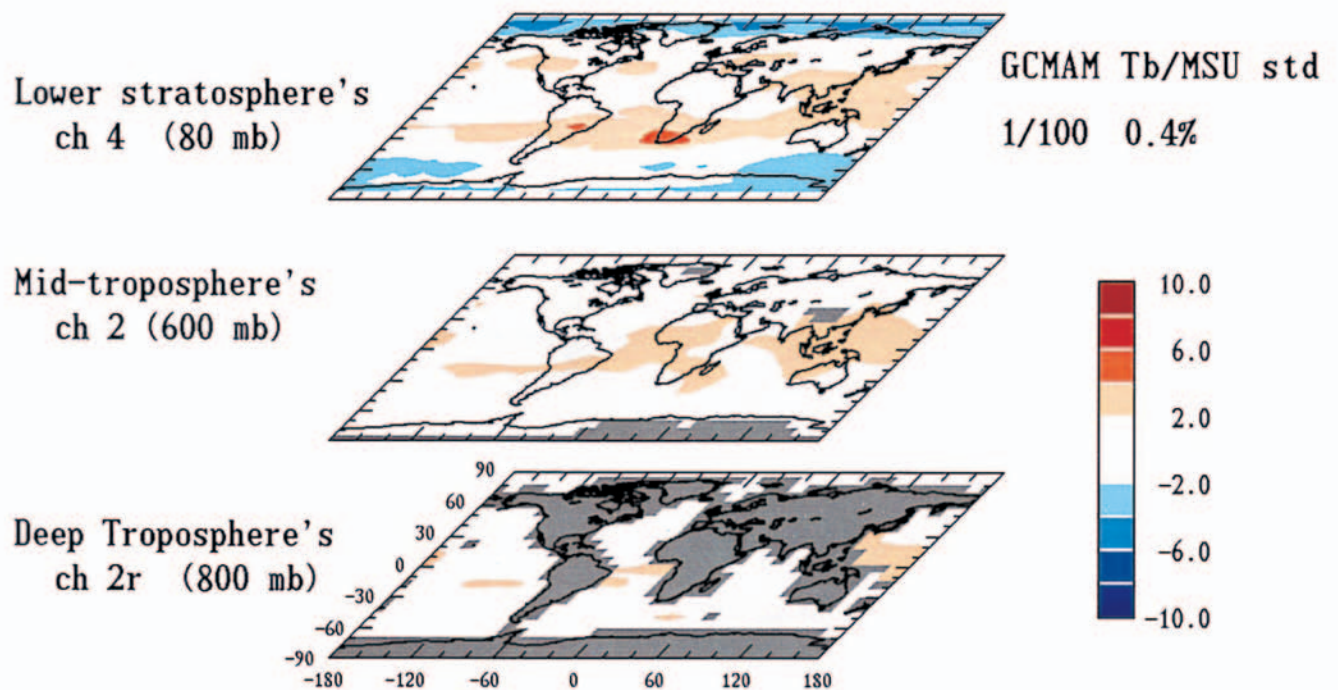 Lower stratosphere's
ch 4 (80 mb)
GCMAM Tb/MSU std
1/100 0.4%
Mid-troposphere's
ch 2 (600 mb)
10.0
6.0
2.0
-2.0
-6.0
-10.0
Deep Troposphere's
ch 2r (800 mb)
90
60
30
0
-30
-60
-90
-180 -120 -60 0 60 120 180